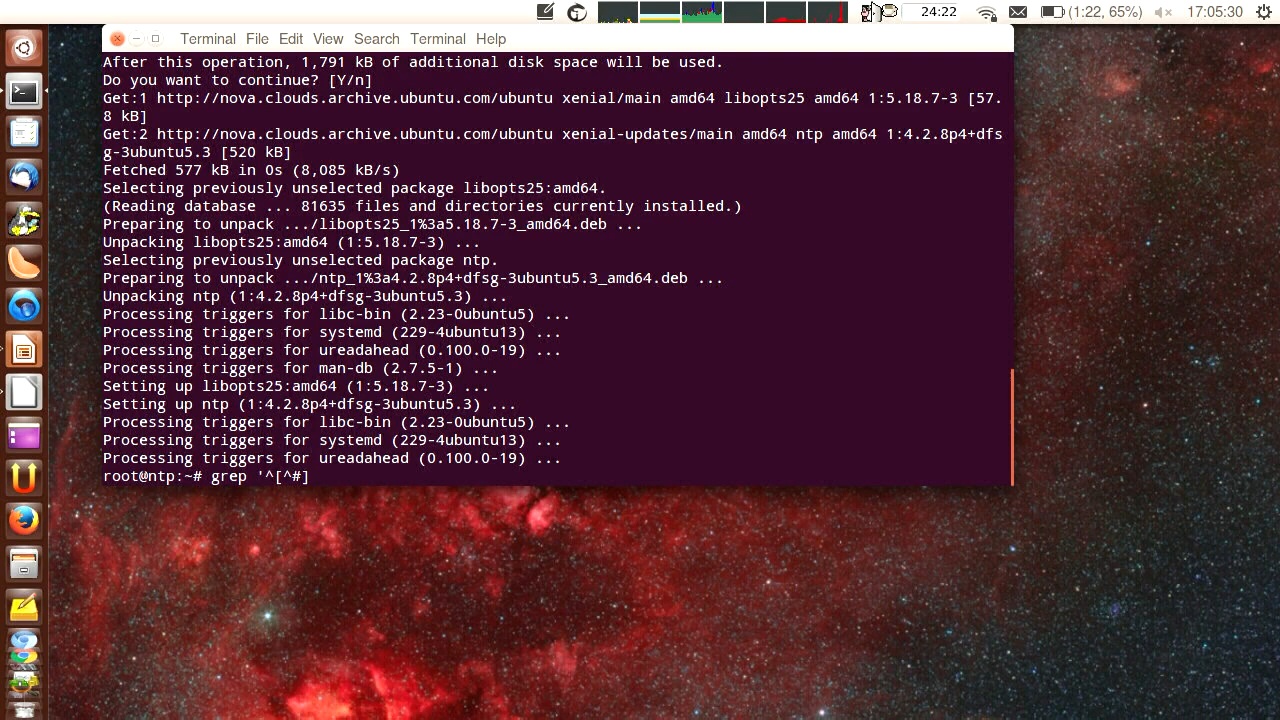 24:22
(1:22, 65%)
17:05:30
Terminal File Edit View Search Terminal Help
After this operation, 1,791 kB of additional disk space will be used.
Do you want to continue? [Y/n]
Get:1 http://nova.clouds.archive.ubuntu.com/ubuntu xenial/main amd64 libopts25 amd64 1:5.18.7-3 [57.
8 kB]
Get:2 http://nova.clouds.archive.ubuntu.com/ubuntu xenial-updates/main amd64 ntp amd64 1:4.2.8p4+dfs
g-3ubuntu5.3 [520 kB]
Fetched 577 kB in 0s (8,085 kB/s)
Selecting previously unselected package libopts25:amd64.
(Reading database ... 81635 files and directories currently installed.)
Preparing to unpack .../libopts25_1%3a5.18.7-3_amd64.deb ...
Unpacking libopts25:amd64 (1:5.18.7-3) ...
Selecting previously unselected package ntp.
Preparing to unpack .../ntp_1%3a4.2.8p4+dfsg-3ubuntu5.3_amd64.deb ...
Unpacking ntp (1:4.2.8p4+dfsg-3ubuntu5.3) ...
Processing triggers for libc-bin (2.23-0ubuntu5) ...
Processing triggers for systemd (229-4ubuntu13) ...
Processing triggers for ureadahead (0.100.0-19) ...
Processing triggers for man-db (2.7.5-1) ...
Setting up libopts25:amd64 (1:5.18.7-3) ...
Setting up ntp (1:4.2.8p4+dfsg-3ubuntu5.3) ...
Processing triggers for libc-bin (2.23-0ubuntu5) ...
Processing triggers for systemd (229-4ubuntu13) ...
Processing triggers for ureadahead (0.100.0-19) ...
root@ntp:~# grep '^[^#]